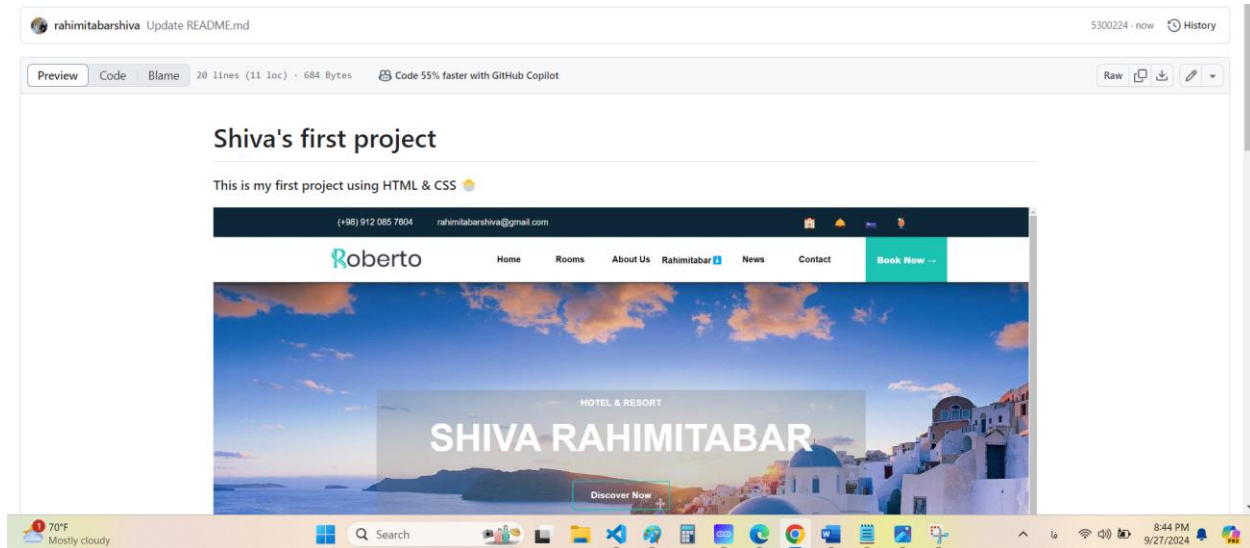 rahimitabarshiva Update README.md 5300224 · now History
Preview Code Blame 20 lines (11 loc) · 684 Bytes Code 55% faster with GitHub Copilot Raw
Shiva's first project
This is my first project using HTML & CSS
(+98) 912 085 7804 rahimitabarshiva@gmail.com
Roberto Home Rooms About Us Rahimitabar News Contact Book Now →
HOTEL & RESORT
SHIVA RAHIMITABAR
Discover Now
1 70°F Search فا 8:44 PM
Mostly cloudy 9/27/2024